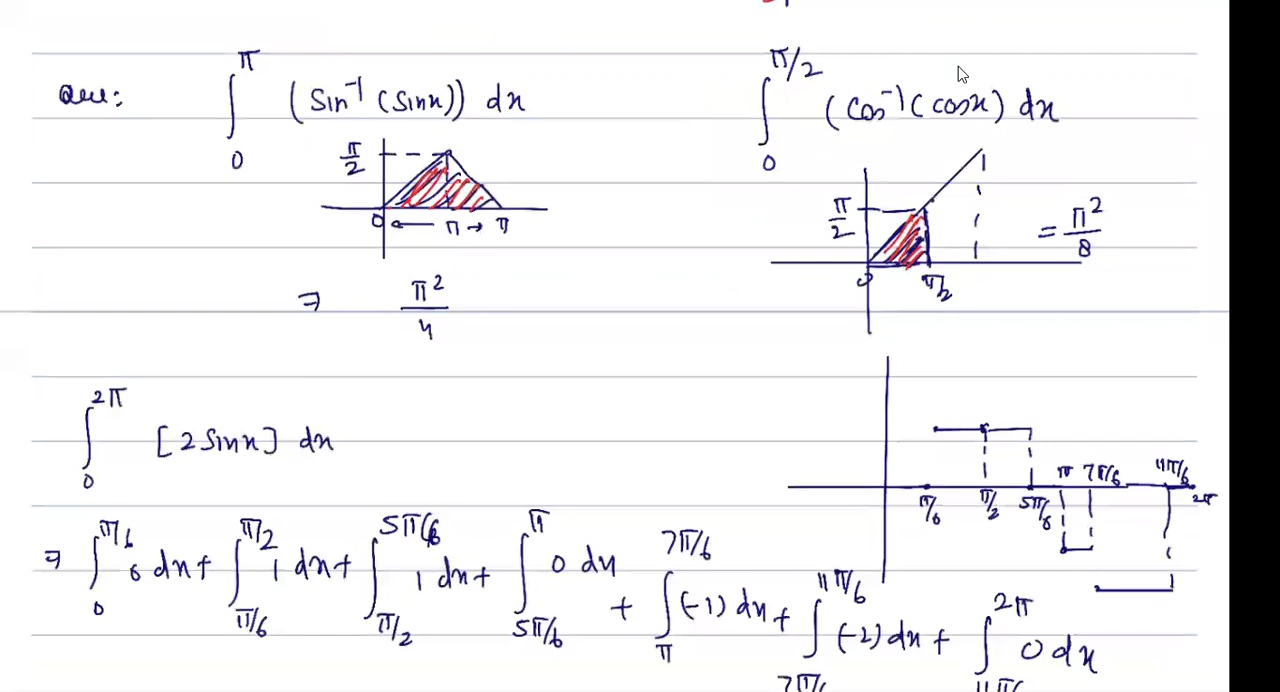 Que: ∫₀^π (Sin⁻¹(Sinx)) dx
∫₀^{π/2} (Cos⁻¹(cosx) dx
π/2
0 ← π → π
π/2
0 π/2
= π²/8
⇒ π²/4
∫₀^{2π} [2 Sinx] dx
π/6 π/2 5π/6 π 7π/6 11π/6 2π
⇒ ∫₀^{π/6} 0 dx + ∫_{π/6}^{π/2} 1 dx + ∫_{π/2}^{5π/6} 1 dx + ∫_{5π/6}^{π} 0 dx
+ ∫_{π}^{7π/6} (-1) dx + ∫_{7π/6}^{11π/6} (-2) dx + ∫_{11π/6}^{2π} 0 dx